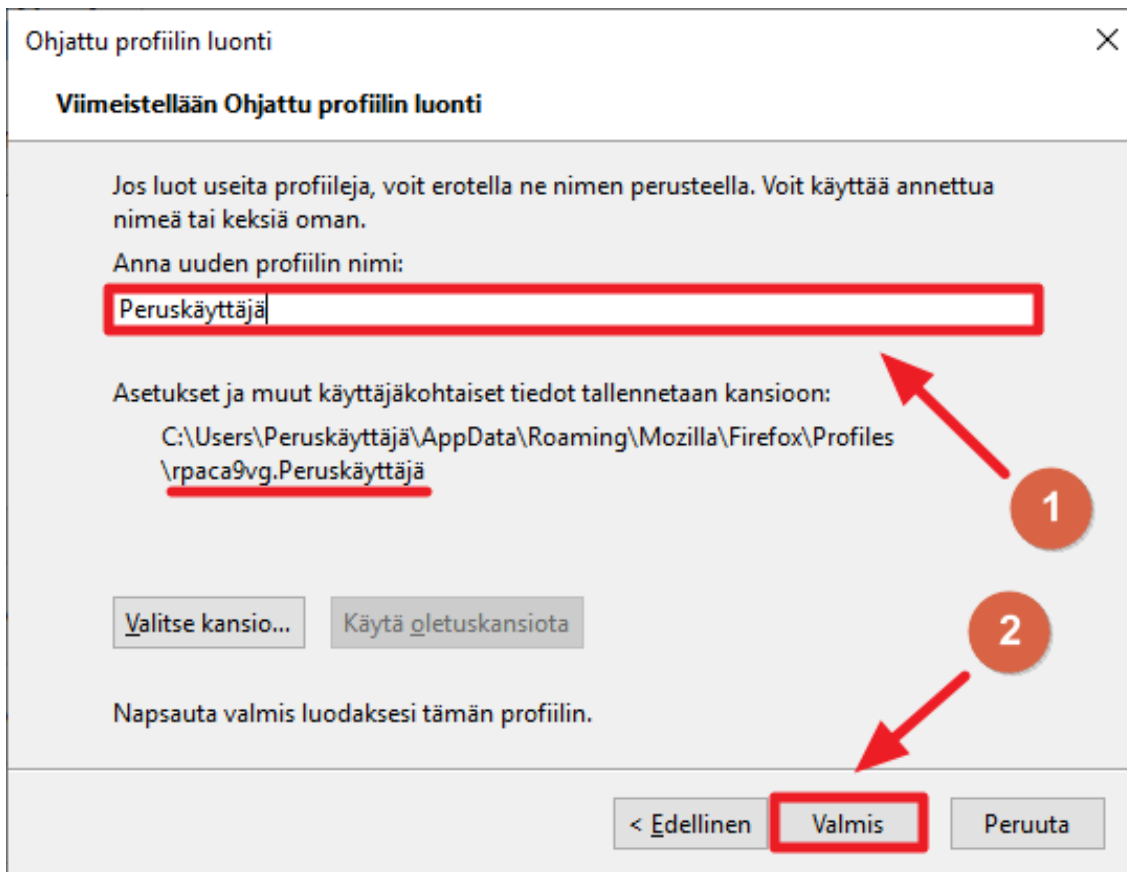 Ohjattu profiilin luonti
Viimeistellään Ohjattu profiilin luonti
Jos luot useita profiileja, voit erotella ne nimen perusteella. Voit käyttää annettua
nimeä tai keksiä oman.
Anna uuden profiilin nimi:
Peruskäyttäjä
Asetukset ja muut käyttäjäkohtaiset tiedot tallennetaan kansioon:
C:\Users\Peruskäyttäjä\AppData\Roaming\Mozilla\Firefox\Profiles
\rpaca9vg.Peruskäyttäjä
1
Valitse kansio... Käytä oletuskansiota
2
Napsauta valmis luodaksesi tämän profiilin.
< Edellinen Valmis Peruuta